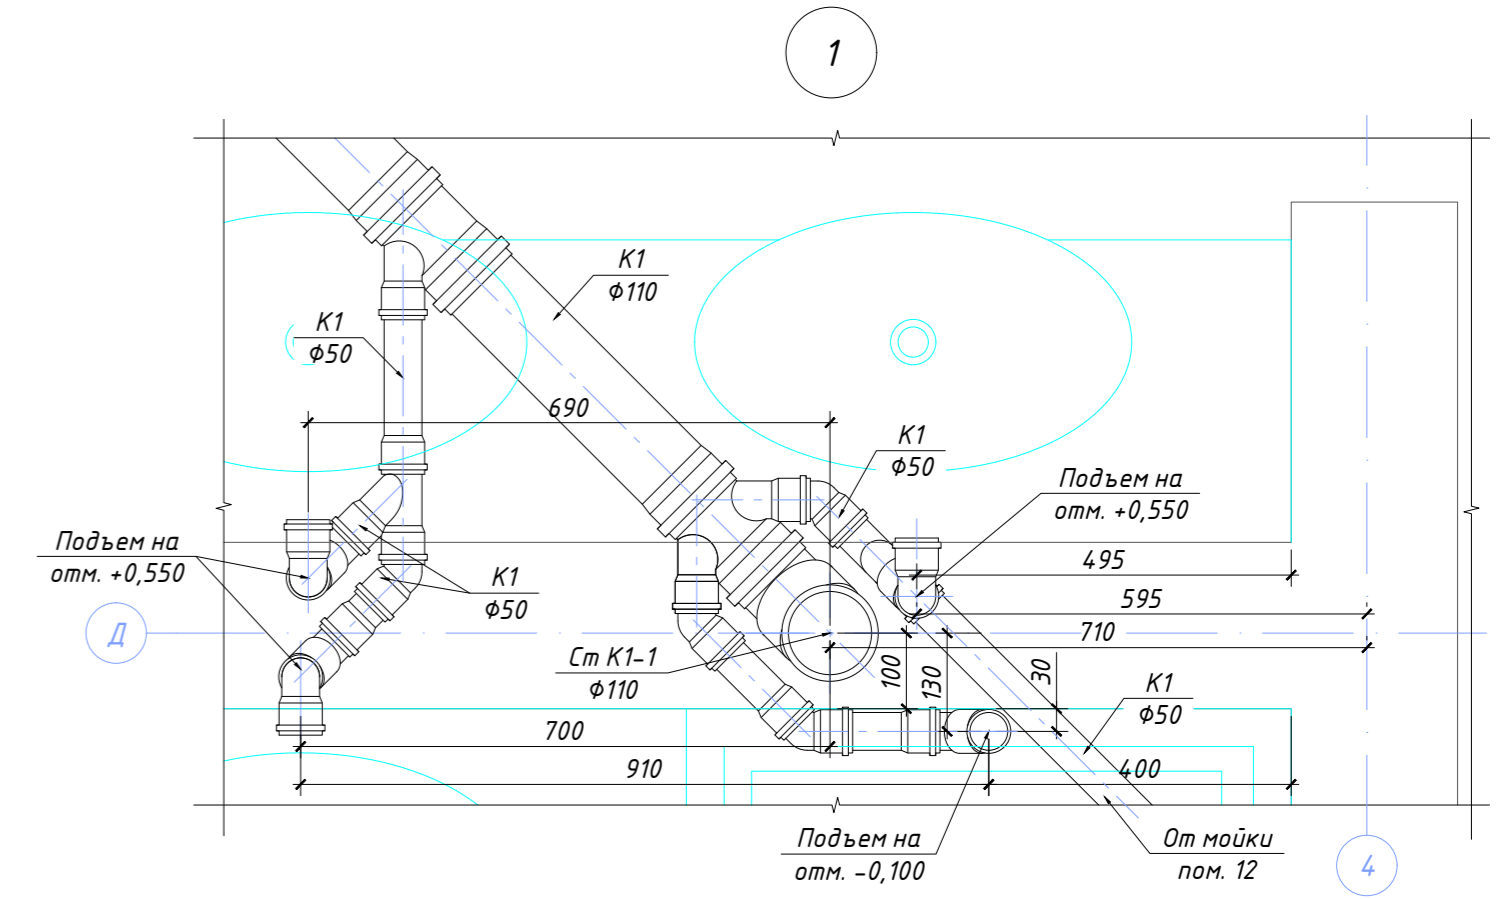 1
К1
Ф110
К1
Ф50
690
К1
Ф50
Подъем на
отм. +0,550
Подъем на
отм. +0,550
495
К1
Ф50
595
Д
710
Ст К1-1
Ф110
100
130
30
К1
Ф50
700
910
400
Подъем на
отм. -0,100
От мойки
пом. 12
4